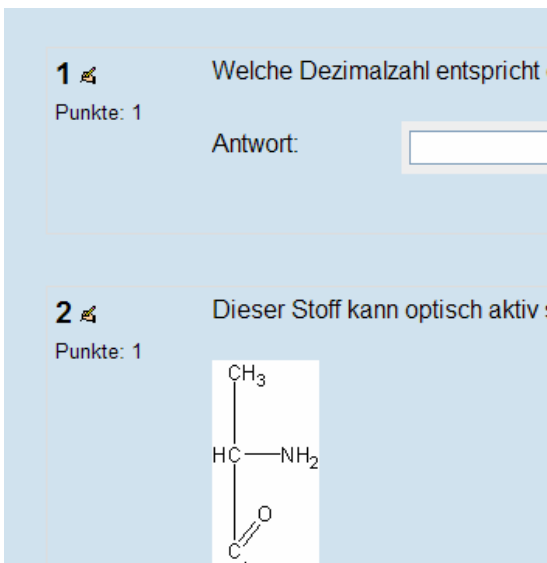 1
Welche Dezimalzahl entspricht
Punkte: 1
Antwort:
2
Dieser Stoff kann optisch aktiv
Punkte: 1
CH₃
HC—NH₂
O
C